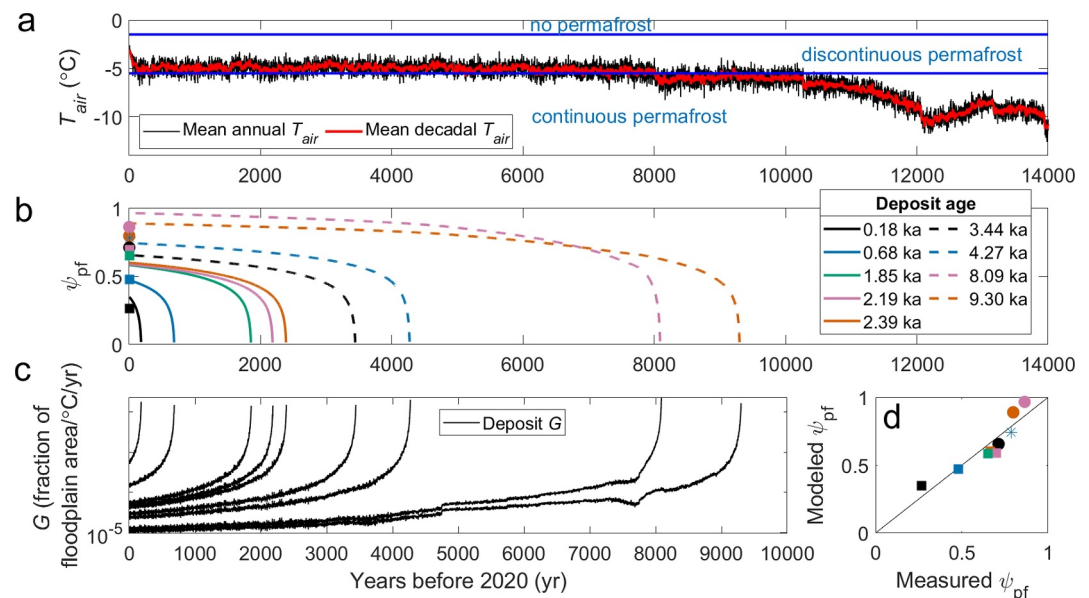 a
0
-5
-10
T_air (°C)
no permafrost
discontinuous permafrost
continuous permafrost
Mean annual T_air Mean decadal T_air
0 2000 4000 6000 8000 10000 12000 14000
b
1
0.5
0
ψ_pf
0 2000 4000 6000 8000 10000 12000 14000
Deposit age
0.18 ka 3.44 ka
0.68 ka 4.27 ka
1.85 ka 8.09 ka
2.19 ka 9.30 ka
2.39 ka
c
G (fraction of
floodplain area/°C/yr)
10^-5
Deposit G
0 1000 2000 3000 4000 5000 6000 7000 8000 9000 10000
Years before 2020 (yr)
d
1
0.5
0
Modeled ψ_pf
0 0.5 1
Measured ψ_pf